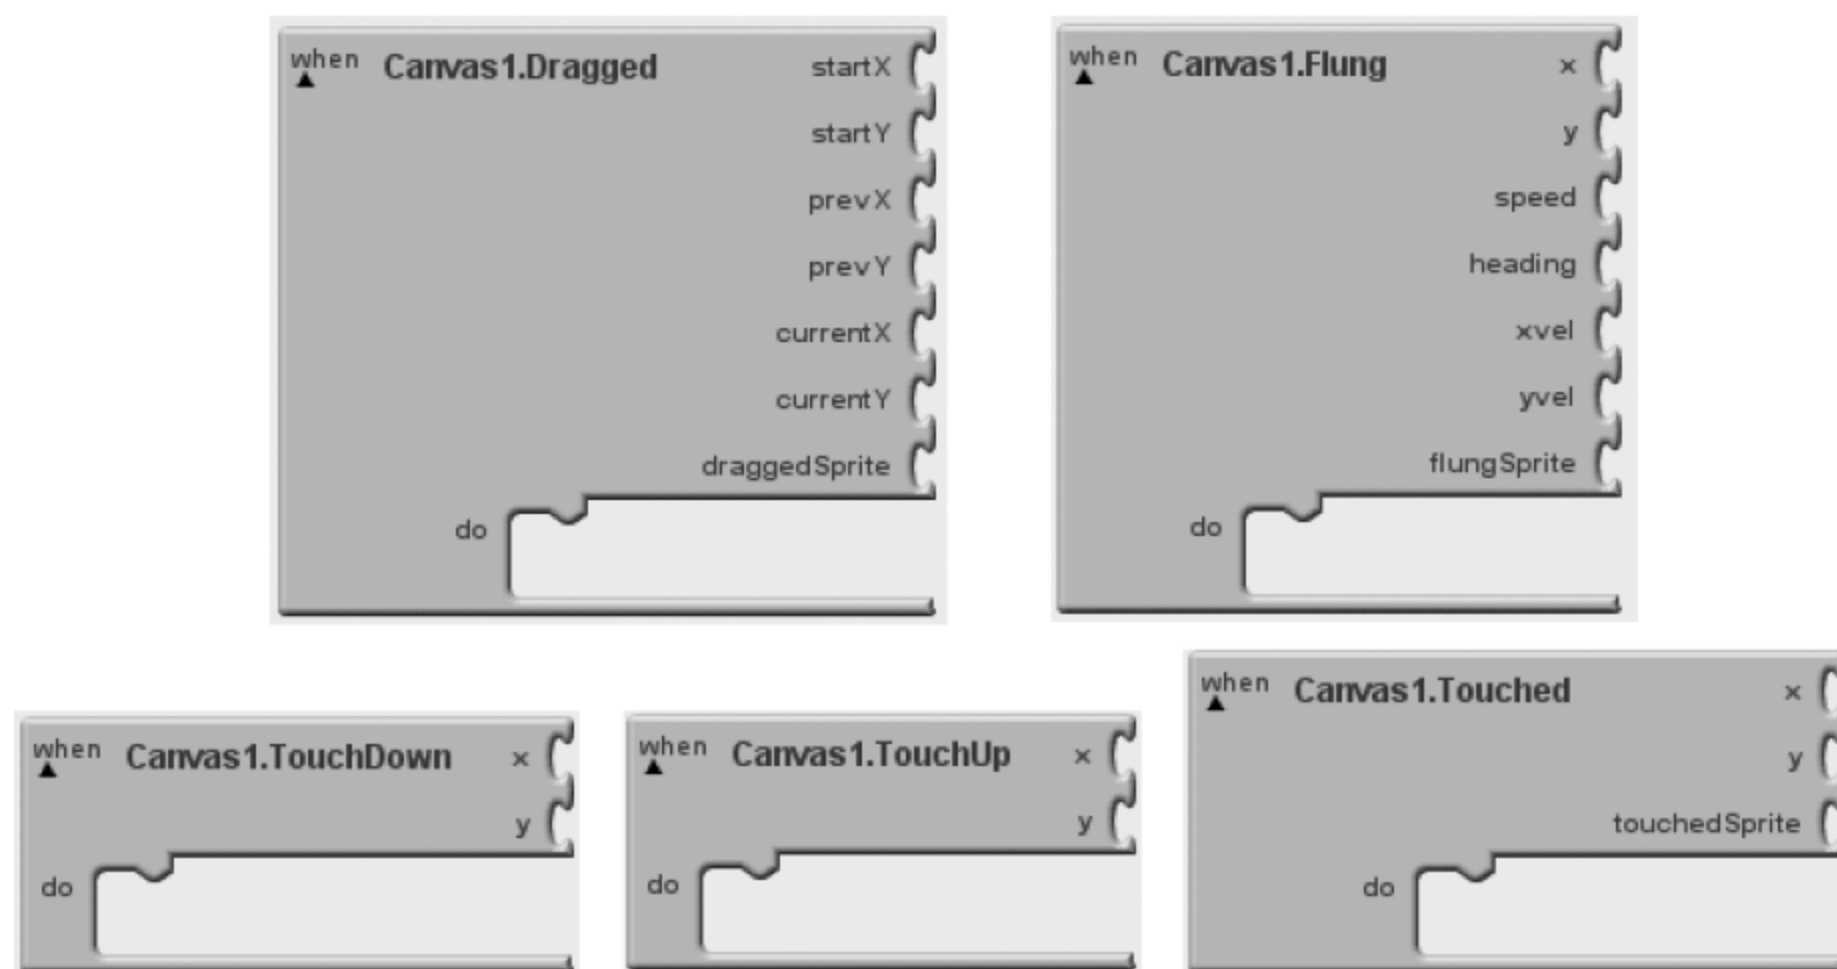 when Canvas1.Dragged startX
startY
prevX
prevY
currentX
currentY
draggedSprite
do
when Canvas1.Flung x
y
speed
heading
xvel
yvel
flungSprite
do
when Canvas1.TouchDown x
y
do
when Canvas1.TouchUp x
y
do
when Canvas1.Touched x
y
touchedSprite
do